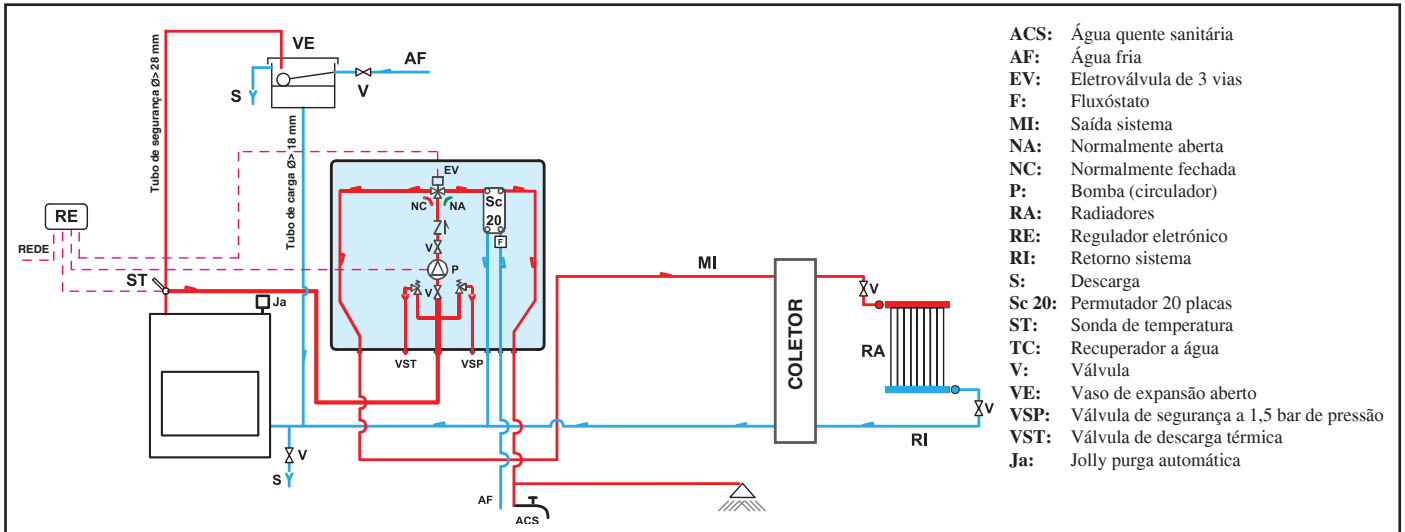 VE
AF
V
S
Tubo de segurança Ø> 28 mm
Tubo de carga Ø> 18 mm
RE
REDE
ST
Ja
EV
NC
NA
Sc
20
F
V
P
V
VST
VSP
MI
COLETOR
V
RA
V
RI
V
S
AF
ACS
ACS: Água quente sanitária
AF: Água fria
EV: Eletroválvula de 3 vias
F: Fluxóstato
MI: Saída sistema
NA: Normalmente aberta
NC: Normalmente fechada
P: Bomba (circulador)
RA: Radiadores
RE: Regulador eletrónico
RI: Retorno sistema
S: Descarga
Sc 20: Permutador 20 placas
ST: Sonda de temperatura
TC: Recuperador a água
V: Válvula
VE: Vaso de expansão aberto
VSP: Válvula de segurança a 1,5 bar de pressão
VST: Válvula de descarga térmica
Ja: Jolly purga automática